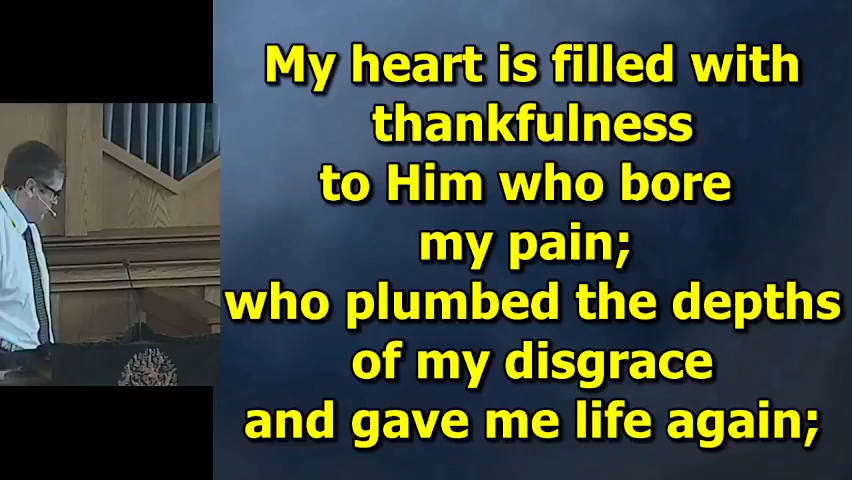 My heart is filled with
thankfulness
to Him who bore
my pain;
who plumbed the depths
of my disgrace
and gave me life again;